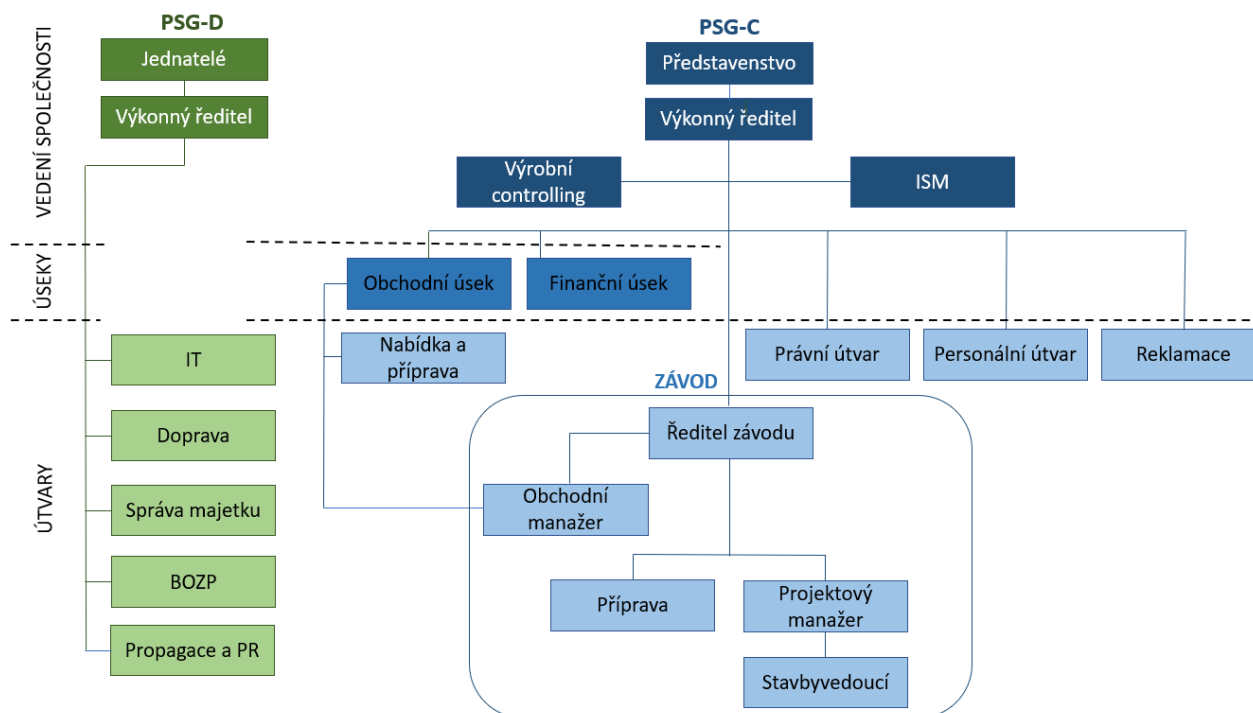 PSG-D
PSG-C
VEDENÍ SPOLEČNOSTI
Jednatelé
Výkonný ředitel
Představenstvo
Výkonný ředitel
Výrobní
controlling
ISM
ÚSEKY
Obchodní úsek
Finanční úsek
ÚTVARY
IT
Doprava
Správa majetku
BOZP
Propagace a PR
Nabídka a
příprava
Právní útvar
Personální útvar
Reklamace
ZÁVOD
Ředitel závodu
Obchodní
manažer
Příprava
Projektový
manažer
Stavbyvedoucí